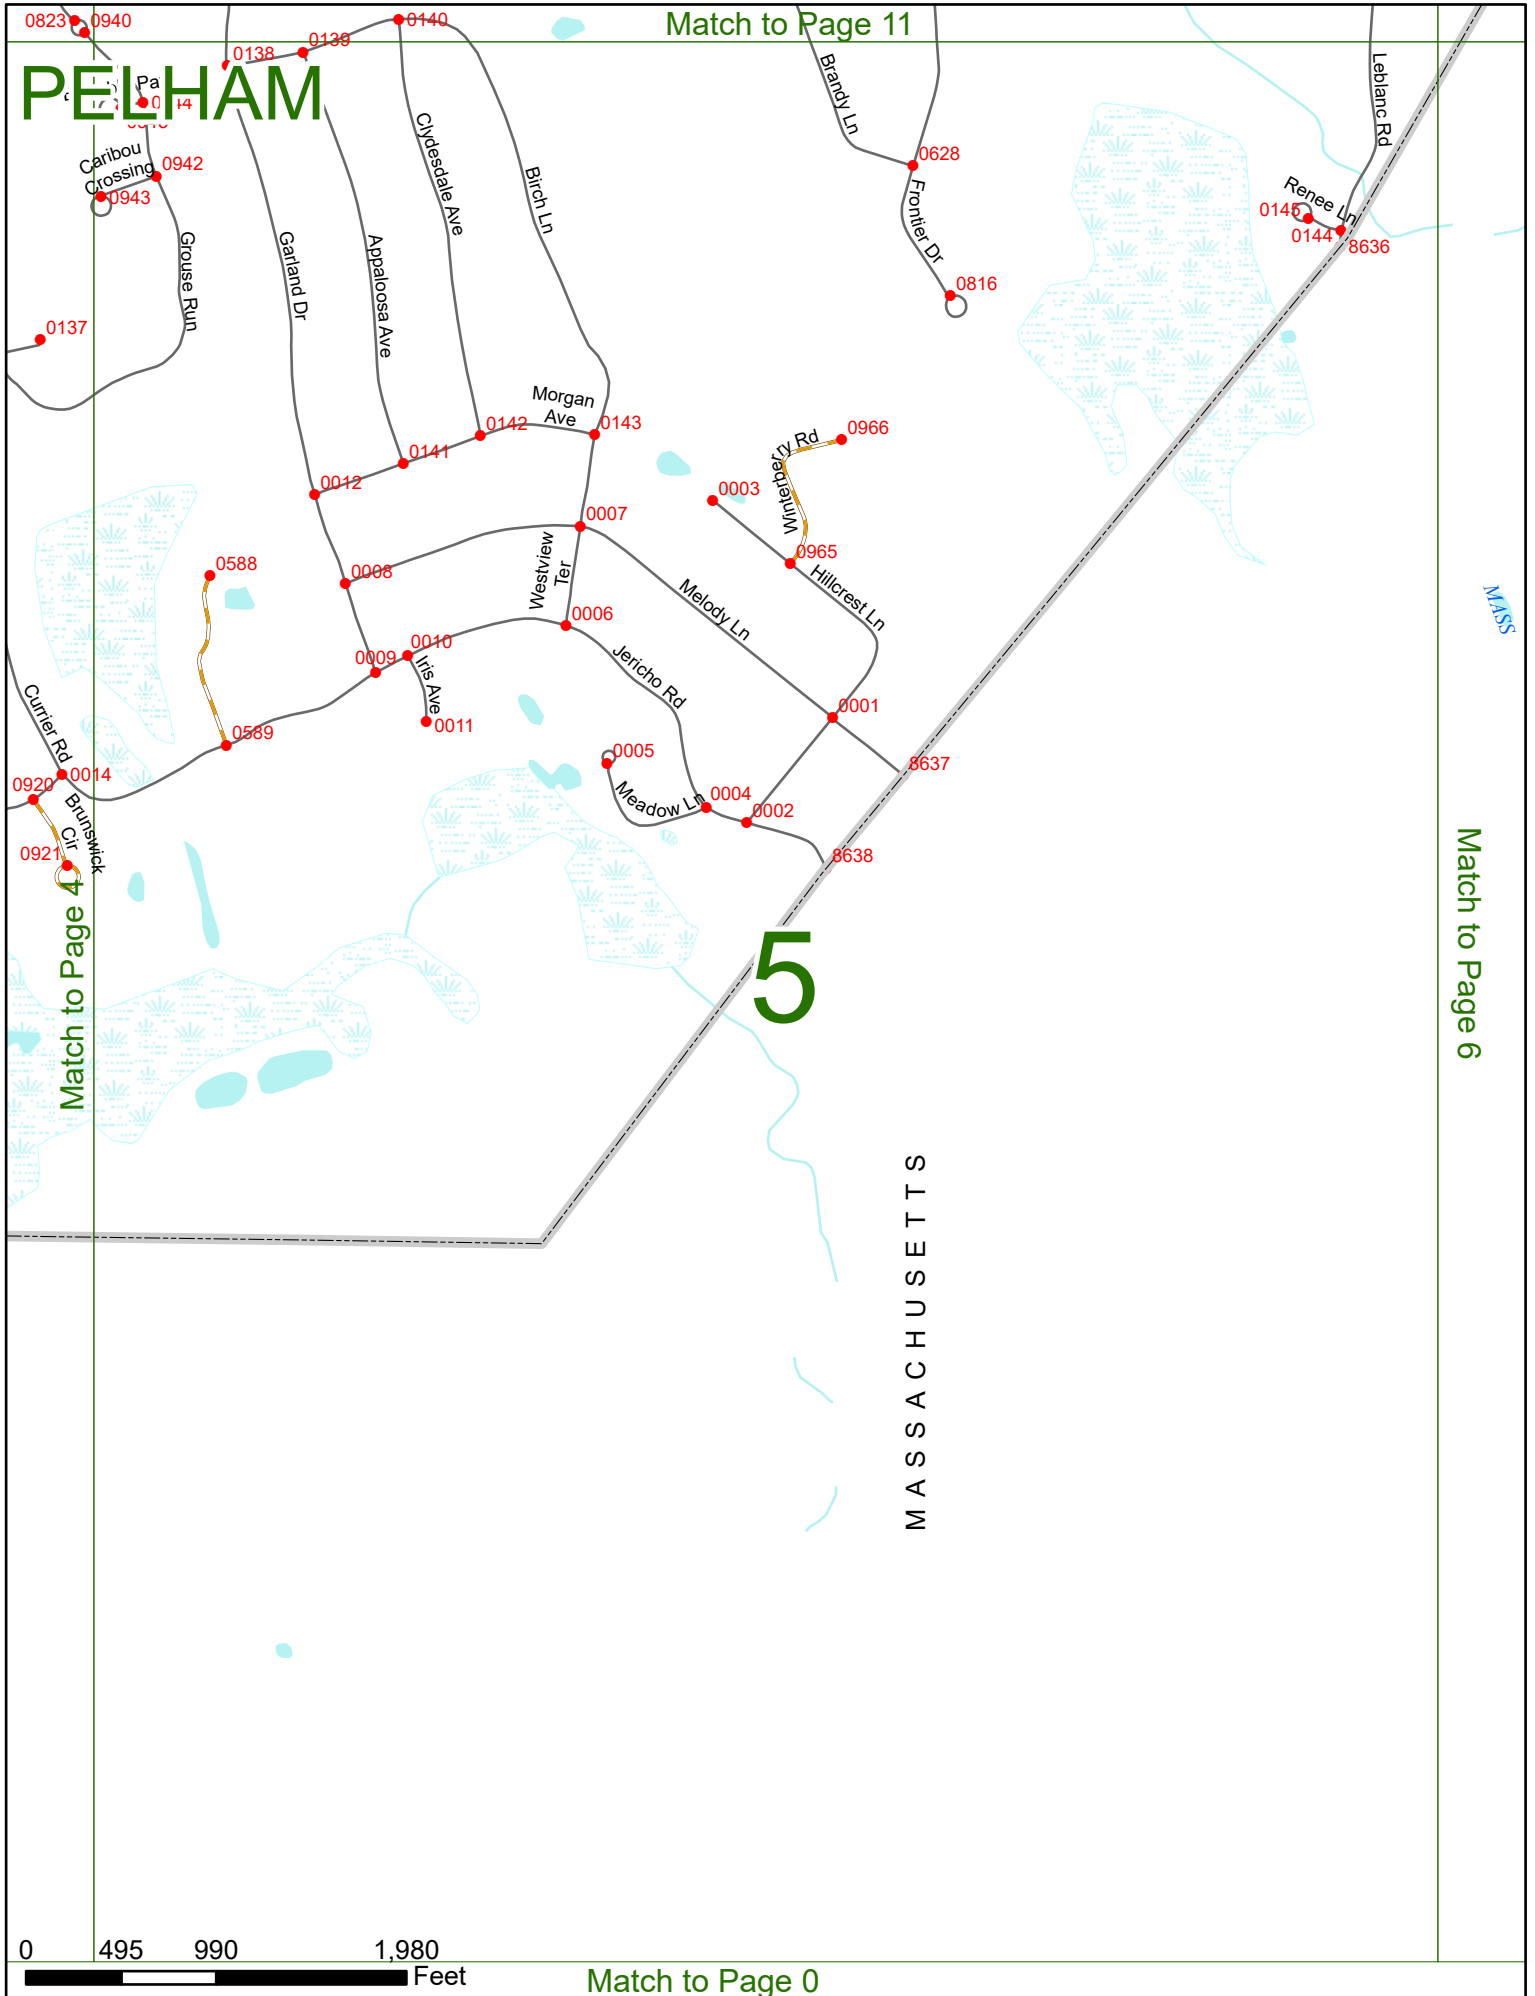 Match to Page 11
0823
0940
0138
0139
0140
PELHAM
Pa
Brandy Ln
Leblanc Rd
Clydesdale Ave
Caribou
Crossing
0942
0943
Birch Ln
0628
Frontier Dr
Renee Ln
0145
0144
8636
Grouse Run
Garland Dr
Appaloosa Ave
0816
0137
Morgan
Ave
0142
0143
0141
0012
Winterberry Rd
0966
0003
0007
0965
0588
0008
Westview
Ter
Melody Ln
Hillcrest Ln
MASS
0006
0010
0009
Iris Ave
Jericho Rd
0011
0001
Currier Rd
0589
0005
8637
0014
0920
Meadow Ln
0004
0002
Brunswick
Cir
0921
8638
Match to Page 4
5
Match to Page 6
MASSACHUSETTS
0 495 990 1,980
Feet
Match to Page 0